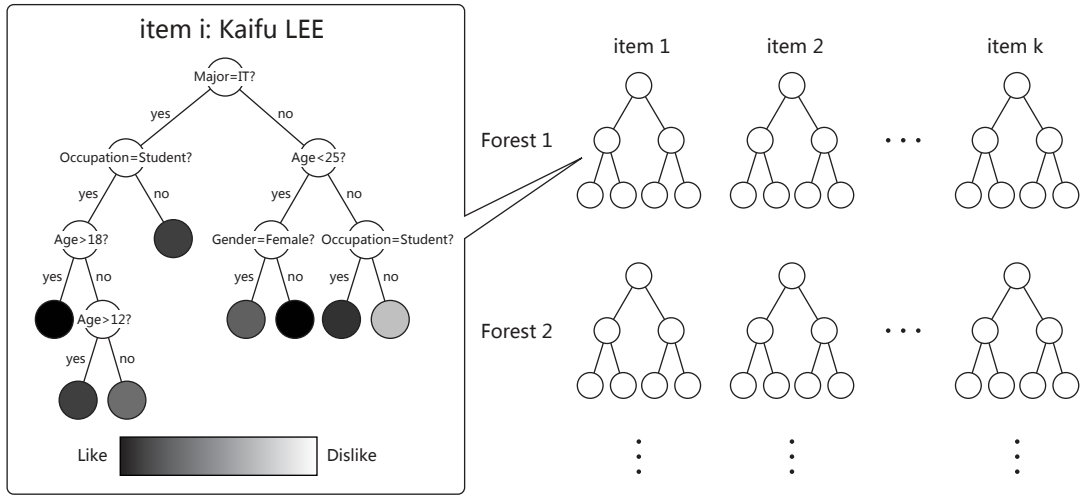 item i: Kaifu LEE
Major=IT?
yes
no
Occupation=Student?
Age<25?
yes
no
yes
no
Age>18?
Gender=Female?
Occupation=Student?
yes
no
yes
no
yes
no
Age>12?
yes
no
Like
Dislike
item 1
item 2
item k
Forest 1
...
Forest 2
...